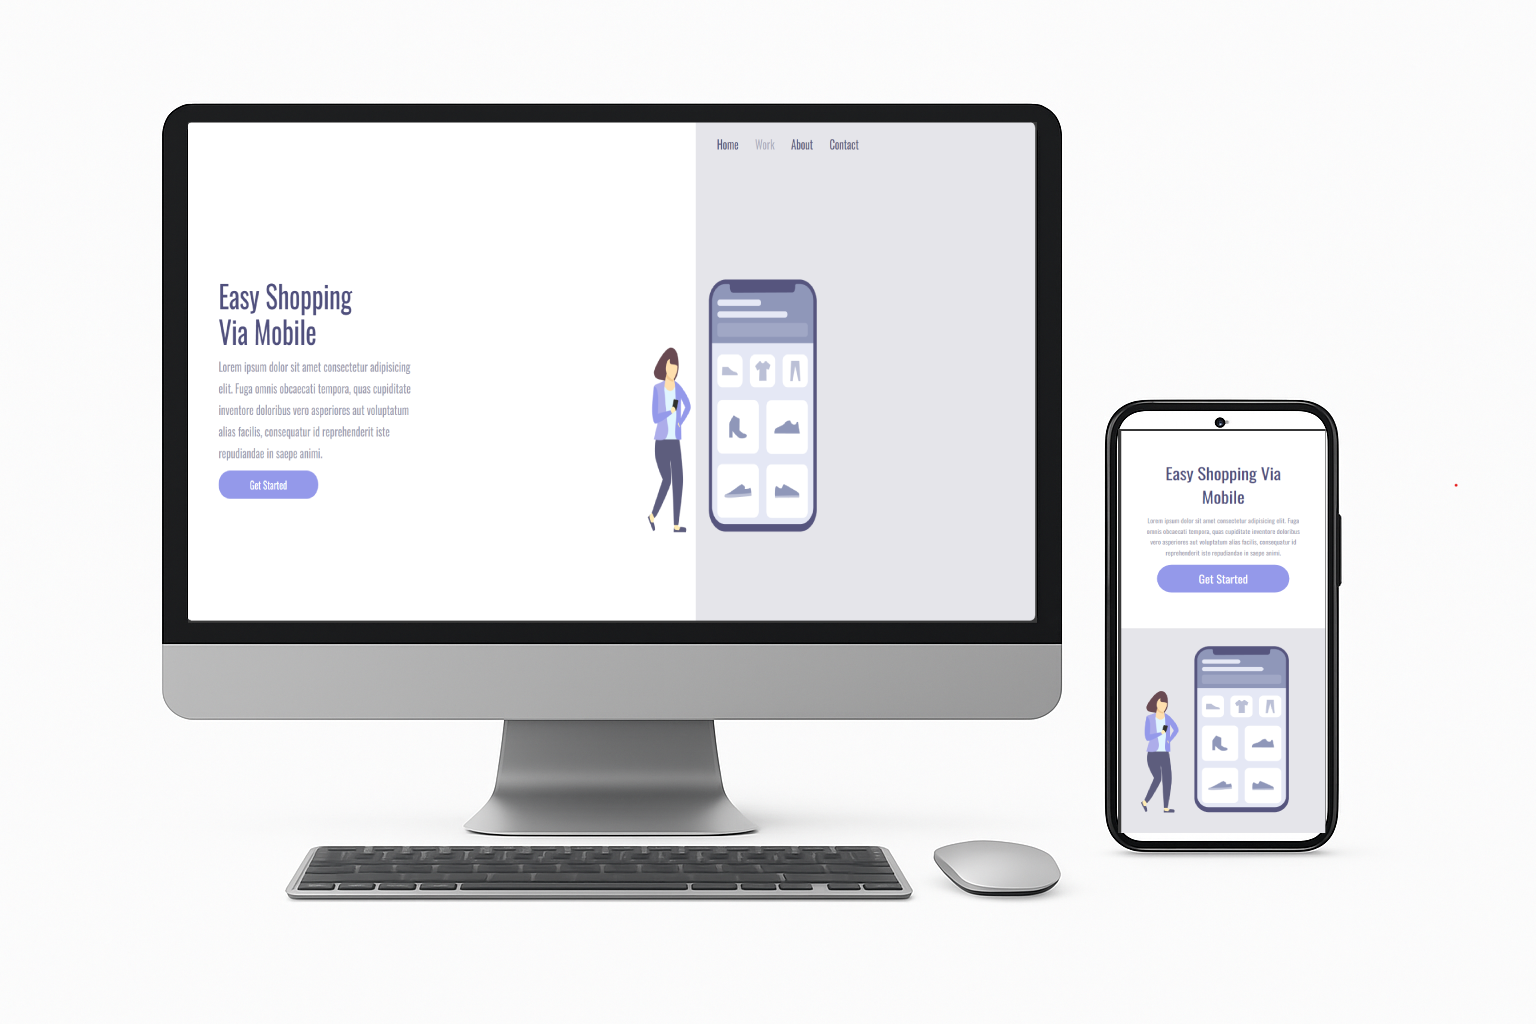 Home Work About Contact
Easy Shopping
Via Mobile
Lorem ipsum dolor sit amet consectetur adipisicing
elit. Fuga omnis obcaecati tempora, quas cupiditate
inventore doloribus vero asperiores aut voluptatum
alias facilis, consequatur id reprehenderit iste
repudiandae in saepe animi.
Get Started
Easy Shopping Via
Mobile
Lorem ipsum dolor sit amet consectetur adipisicing elit. Fuga
omnis obcaecati tempora, quas cupiditate inventore doloribus
vero asperiores aut voluptatum alias facilis, consequatur id
reprehenderit iste repudiandae in saepe animi.
Get Started